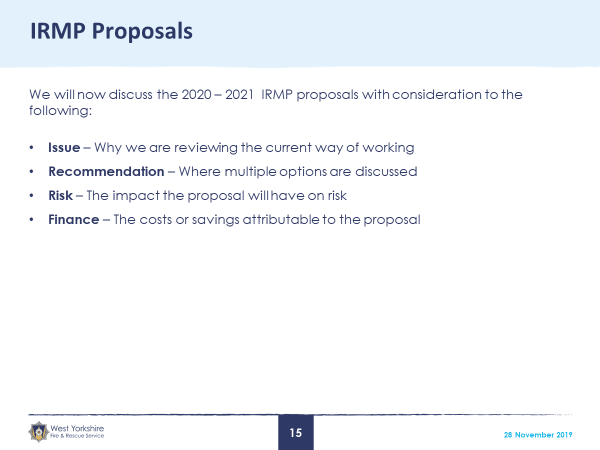 IRMP Proposals
We will now discuss the 2020 – 2021 IRMP proposals with consideration to the
following:
• Issue – Why we are reviewing the current way of working
• Recommendation – Where multiple options are discussed
• Risk – The impact the proposal will have on risk
• Finance – The costs or savings attributable to the proposal
West Yorkshire
Fire & Rescue Service
15
28 November 2019